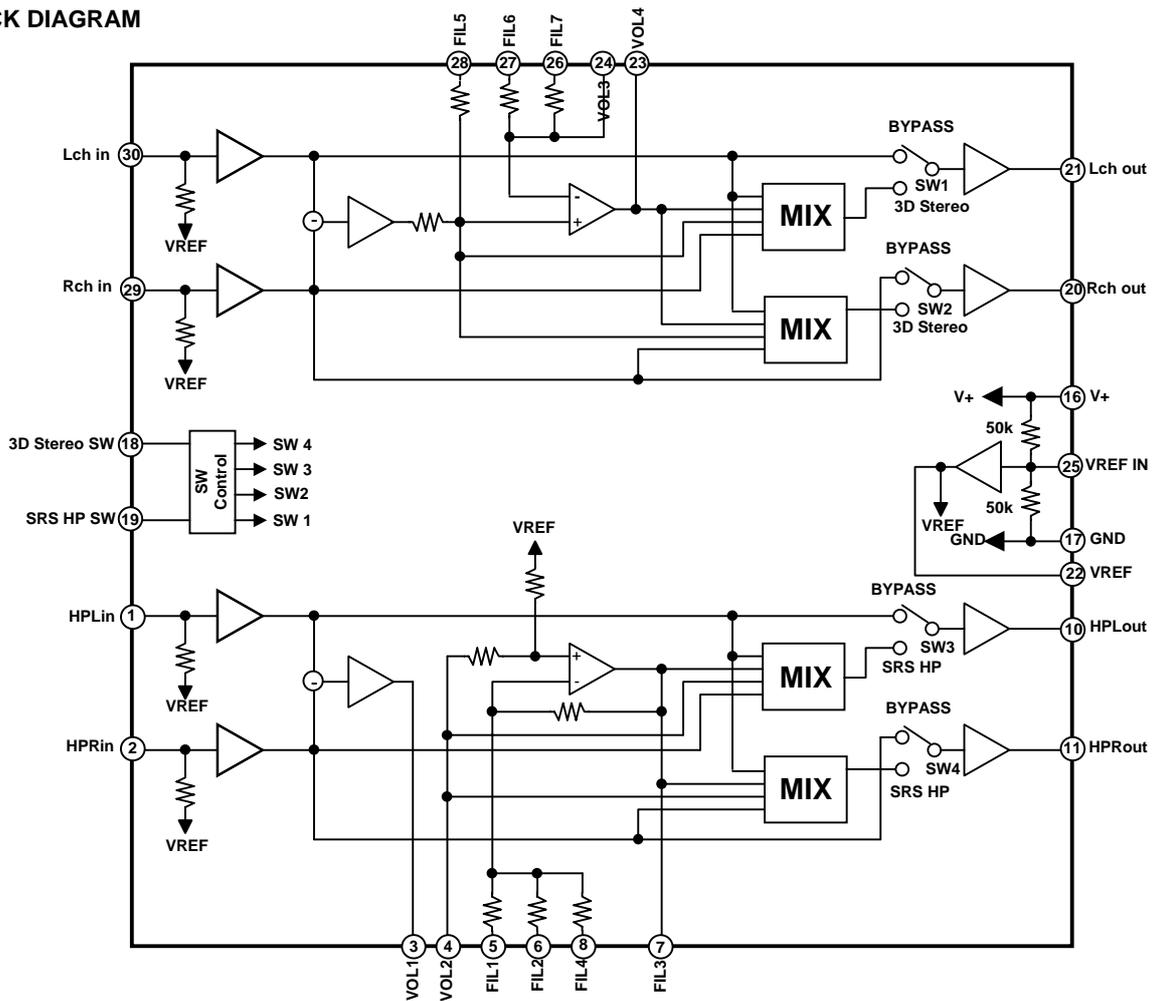 CK DIAGRAM
FIL5
FIL6
FIL7
VOL4
28
27
26
24
23
VOL3
BYPASS
Lch in
30
21
Lch out
SW1
3D Stereo
-
+
MIX
VREF
-
BYPASS
Rch in
29
20
Rch out
SW2
3D Stereo
MIX
VREF
V+
16
V+
50k
3D Stereo SW
18
SW 4
SW 3
SW2
SW 1
SW
Control
25
VREF IN
50k
SRS HP SW
19
VREF
GND
17
GND
VREF
22
VREF
BYPASS
HPLin
1
10
HPLout
SW3
SRS HP
+
-
MIX
-
VREF
BYPASS
HPRin
2
11
HPRout
SW4
SRS HP
MIX
VREF
3
4
5
6
8
7
VOL1
VOL2
FIL1
FIL2
FIL4
FIL3